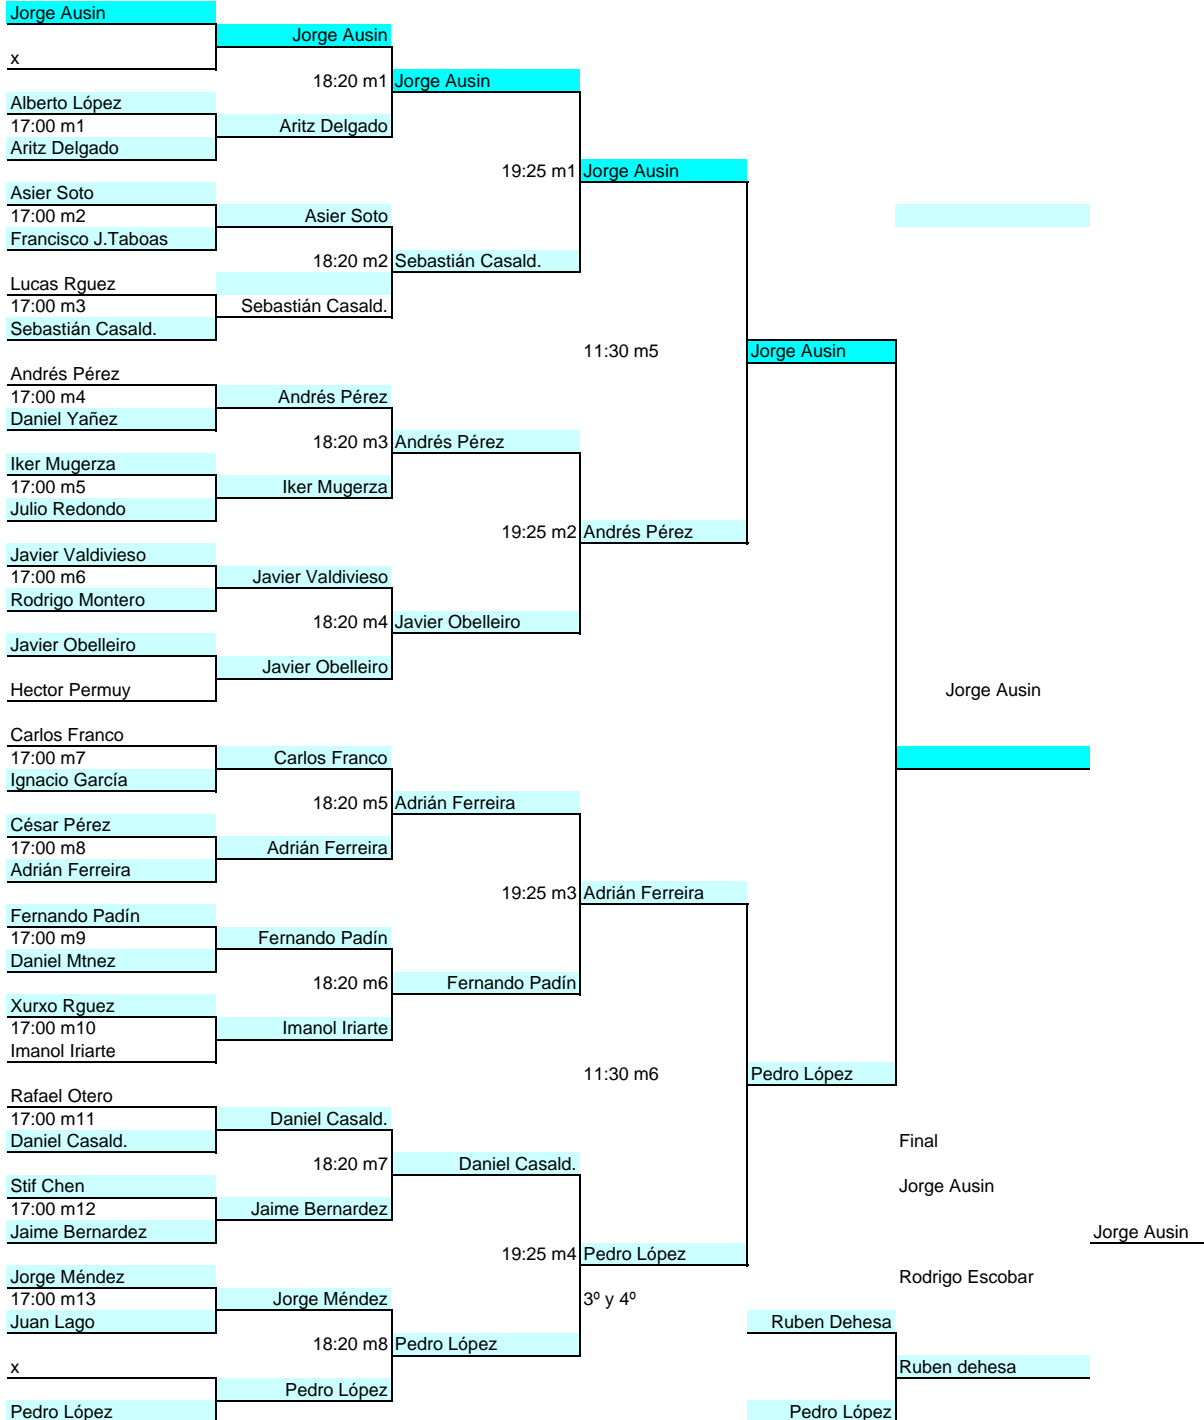 Jorge Ausin
Jorge Ausin
x
18:20 m1 Jorge Ausin
Alberto López
17:00 m1 Aritz Delgado
Aritz Delgado
19:25 m1 Jorge Ausin
Asier Soto
17:00 m2 Asier Soto
Francisco J.Taboas
18:20 m2 Sebastián Casald.
Lucas Rguez
17:00 m3 Sebastián Casald.
Sebastián Casald.
11:30 m5 Jorge Ausin
Andrés Pérez
17:00 m4 Andrés Pérez
Daniel Yañez
18:20 m3 Andrés Pérez
Iker Mugerza
17:00 m5 Iker Mugerza
Julio Redondo
19:25 m2 Andrés Pérez
Javier Valdivieso
17:00 m6 Javier Valdivieso
Rodrigo Montero
18:20 m4 Javier Obelleiro
Javier Obelleiro
Javier Obelleiro
Hector Permuy Jorge Ausin
Carlos Franco
17:00 m7 Carlos Franco
Ignacio García
18:20 m5 Adrián Ferreira
César Pérez
17:00 m8 Adrián Ferreira
Adrián Ferreira
19:25 m3 Adrián Ferreira
Fernando Padín
17:00 m9 Fernando Padín
Daniel Mtnez
18:20 m6 Fernando Padín
Xurxo Rguez
17:00 m10 Imanol Iriarte
Imanol Iriarte
11:30 m6 Pedro López
Rafael Otero
17:00 m11 Daniel Casald.
Daniel Casald. Final
18:20 m7 Daniel Casald.
Stif Chen Jorge Ausin
17:00 m12 Jaime Bernardez
Jaime Bernardez Jorge Ausin
19:25 m4 Pedro López
Jorge Méndez Rodrigo Escobar
17:00 m13 Jorge Méndez 3º y 4º
Juan Lago Ruben Dehesa
18:20 m8 Pedro López
x Ruben dehesa
Pedro López
Pedro López Pedro López